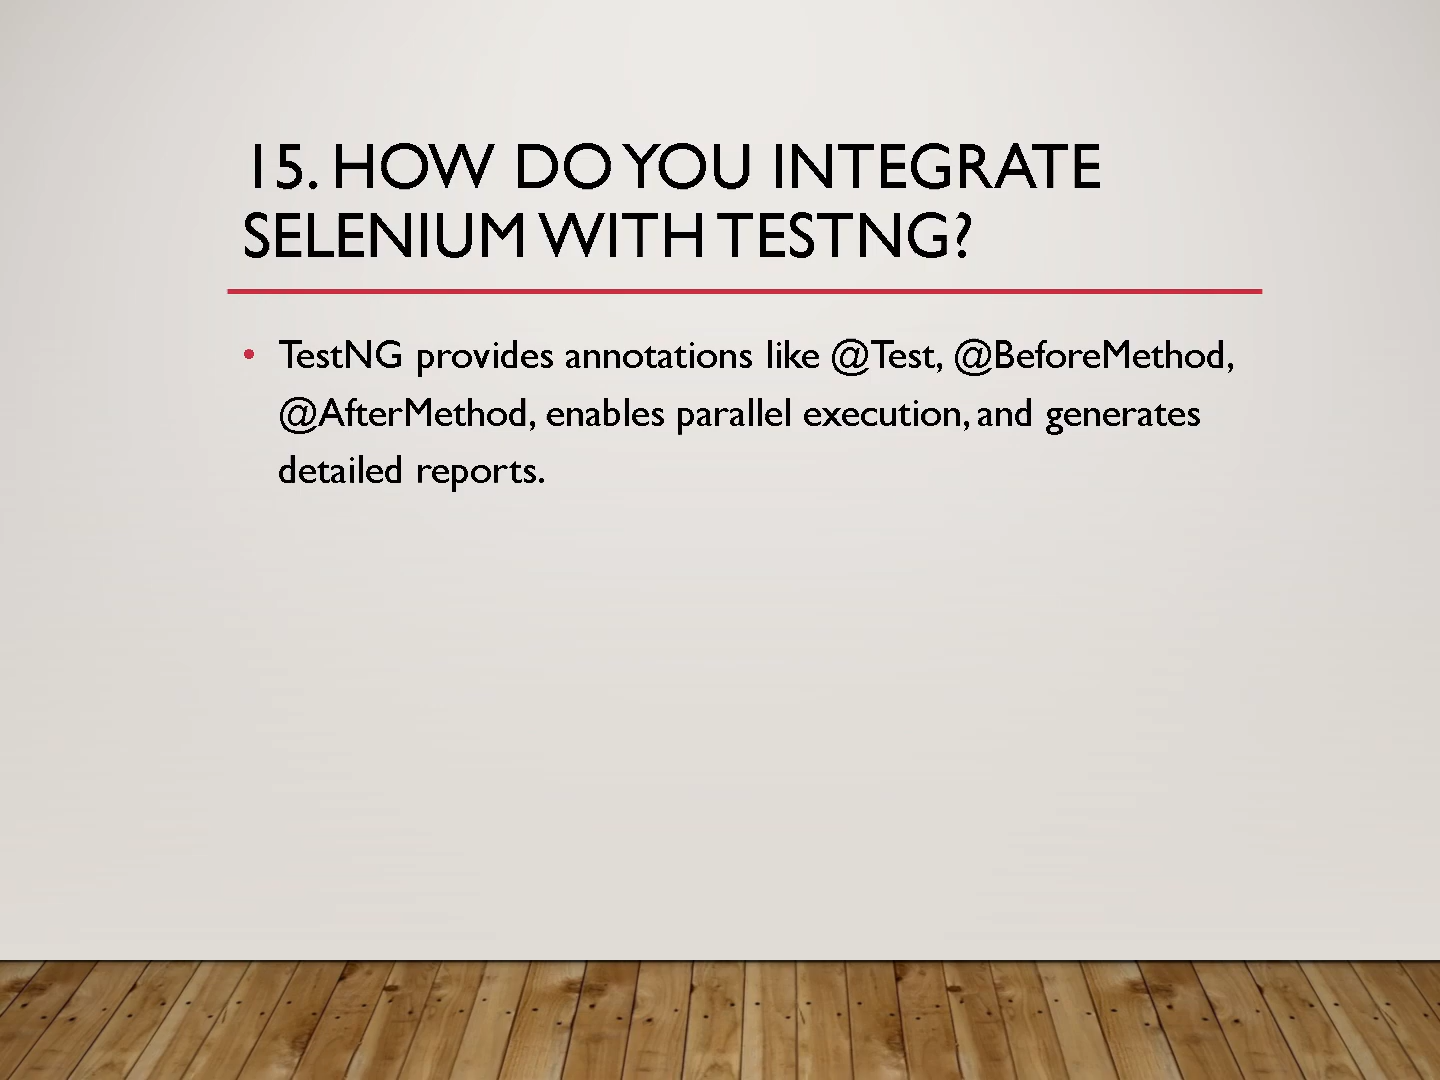 15. HOW DO YOU INTEGRATE
SELENIUM WITH TESTNG?
• TestNG provides annotations like @Test, @BeforeMethod,
@AfterMethod, enables parallel execution, and generates
detailed reports.